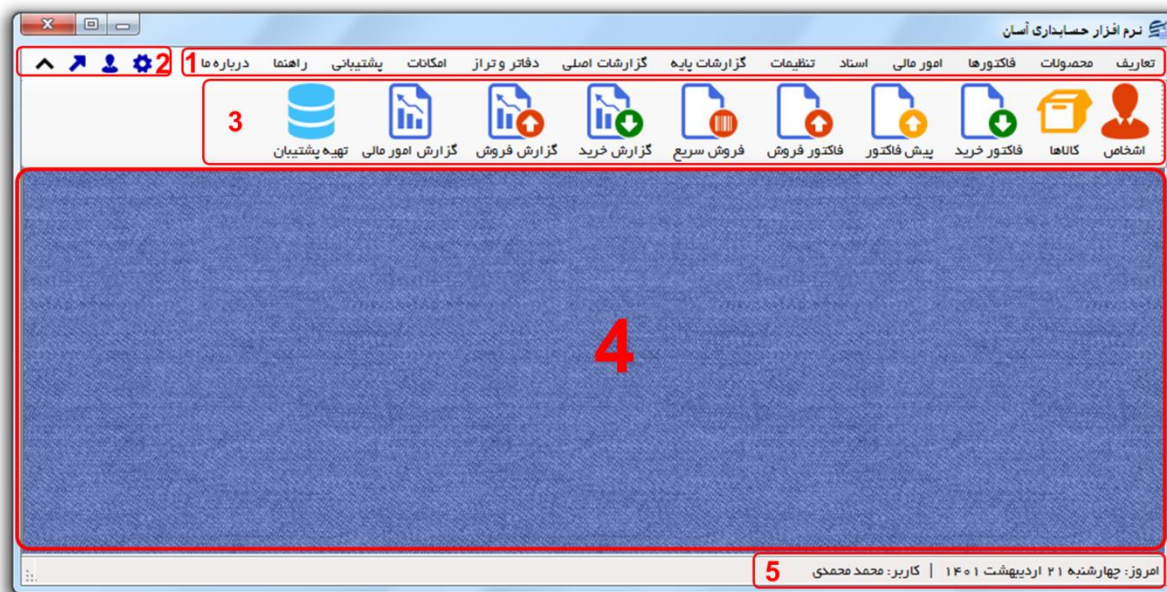 نرم افزار حسابداری آسان
تعاریف محصولات فاکتورها امور مالی اسناد تنظیمات گزارشات پایه گزارشات اصلی دفاتر و تراز امکانات پشتیبانی راهنما درباره ما 1 2
3
اشخاص کالاها فاکتور خرید پیش فاکتور فاکتور فروش فروش سریع گزارش خرید گزارش فروش گزارش امور مالی تهیه پشتیبان
4
امروز: چهارشنبه ۲۱ اردیبهشت ۱۴۰۱ | کاربر: محمد محمدی 5